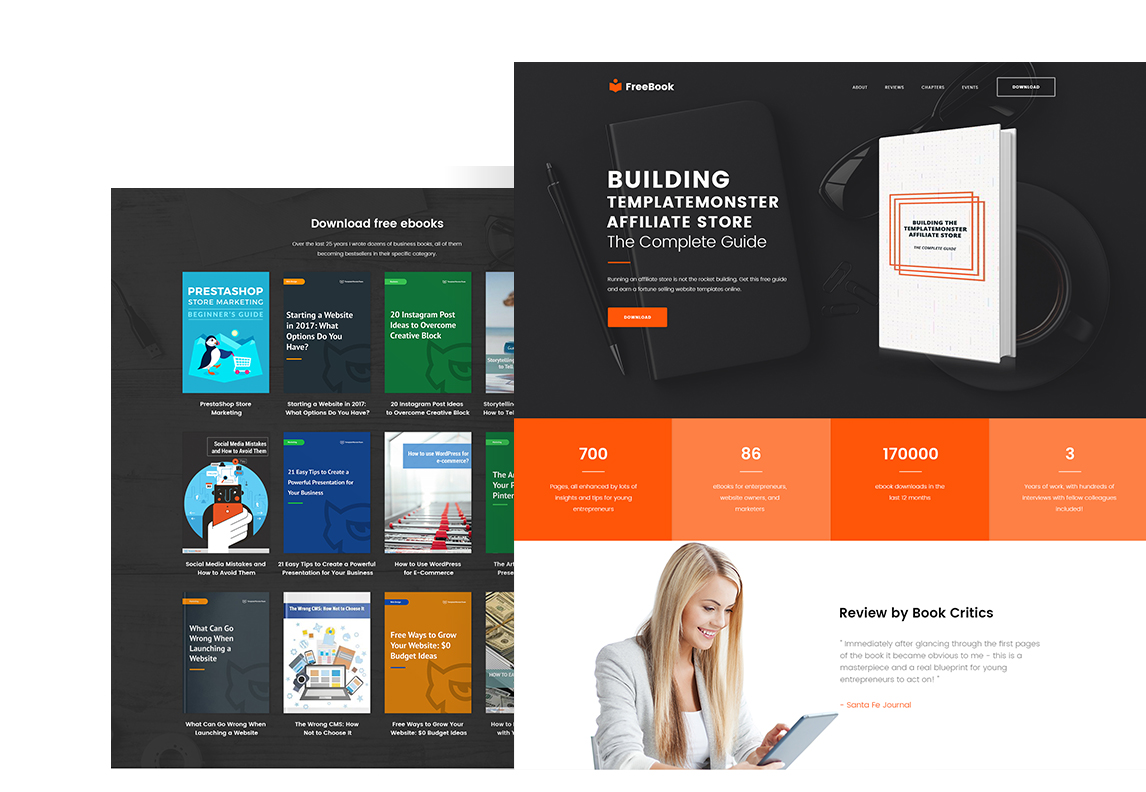 FreeBook
ABOUT
REVIEWS
CHAPTERS
EVENTS
DOWNLOAD
BUILDING
TEMPLATEMONSTER
AFFILIATE STORE
The Complete Guide
Running an affiliate store is not the rocket building. Get this free guide
and earn a fortune selling website templates online.
DOWNLOAD
BUILDING THE
TEMPLATEMONSTER
AFFILIATE STORE
THE COMPLETE GUIDE
700
Pages, all enhanced by lots of
insights and tips for young
entrepreneurs
86
eBooks for enterpreneurs,
website owners, and
marketers
170000
ebook downloads in the
last 12 months
3
Years of work, with hundreds of
interviews with fellow colleagues
included!
Review by Book Critics
" Immediately after glancing through the first pages
of the book it became obvious to me - this is a
masterpiece and a real blueprint for young
entrepreneurs to act on! "
- Santa Fe Journal
Download free ebooks
Over the last 25 years I wrote dozens of business books, all of them
becoming bestsellers in their specific category.
PRESTASHOP
STORE MARKETING
BEGINNER'S GUIDE
PrestaShop Store
Marketing
Starting a Website
in 2017: What
Options Do You
Have?
Starting a Website in 2017:
What Options Do You Have?
20 Instagram Post
Ideas to Overcome
Creative Block
20 Instagram Post Ideas
to Overcome Creative Block
Storytelling
to Tel
Storytelling
How to Tel
Social Media Mistakes
and How to Avoid Them
Social Media Mistakes and
How to Avoid Them
21 Easy Tips to Create a
Powerful Presentation for
Your Business
21 Easy Tips to Create a Powerful
Presentation for Your Business
How to use WordPress for
e-commerce?
How to Use WordPress
for E-Commerce
The Ar
Your P
Pinter
The Art
Prese
What Can Go
Wrong When
Launching a
Website
What Can Go Wrong When
Launching a Website
The Wrong CMS: How Not to Choose It
The Wrong CMS: How
Not to Choose It
Free Ways to Grow
Your Website: $0
Budget Ideas
Free Ways to Grow Your
Website: $0 Budget Ideas
HOW TO EA
How to
with Y